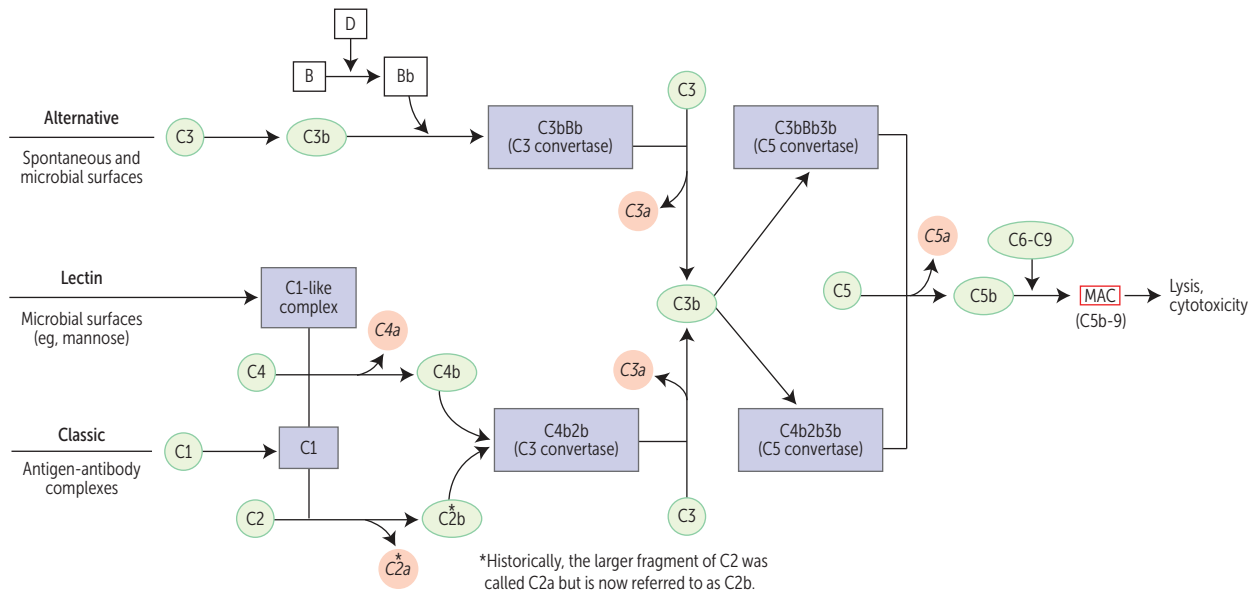 D
B
Bb
C3
Alternative
C3
C3b
C3bBb
(C3 convertase)
C3bBb3b
(C5 convertase)
Spontaneous and
microbial surfaces
C3a
C5a
C6-C9
Lectin
C1-like
complex
C3b
C5
C5b
MAC
(C5b-9)
Lysis,
cytotoxicity
Microbial surfaces
(eg, mannose)
C4a
C4
C4b
C3a
Classic
C1
C1
C4b2b
(C3 convertase)
C4b2b3b
(C5 convertase)
Antigen-antibody
complexes
C2
*
C2b
C3
*
C2a
*Historically, the larger fragment of C2 was
called C2a but is now referred to as C2b.